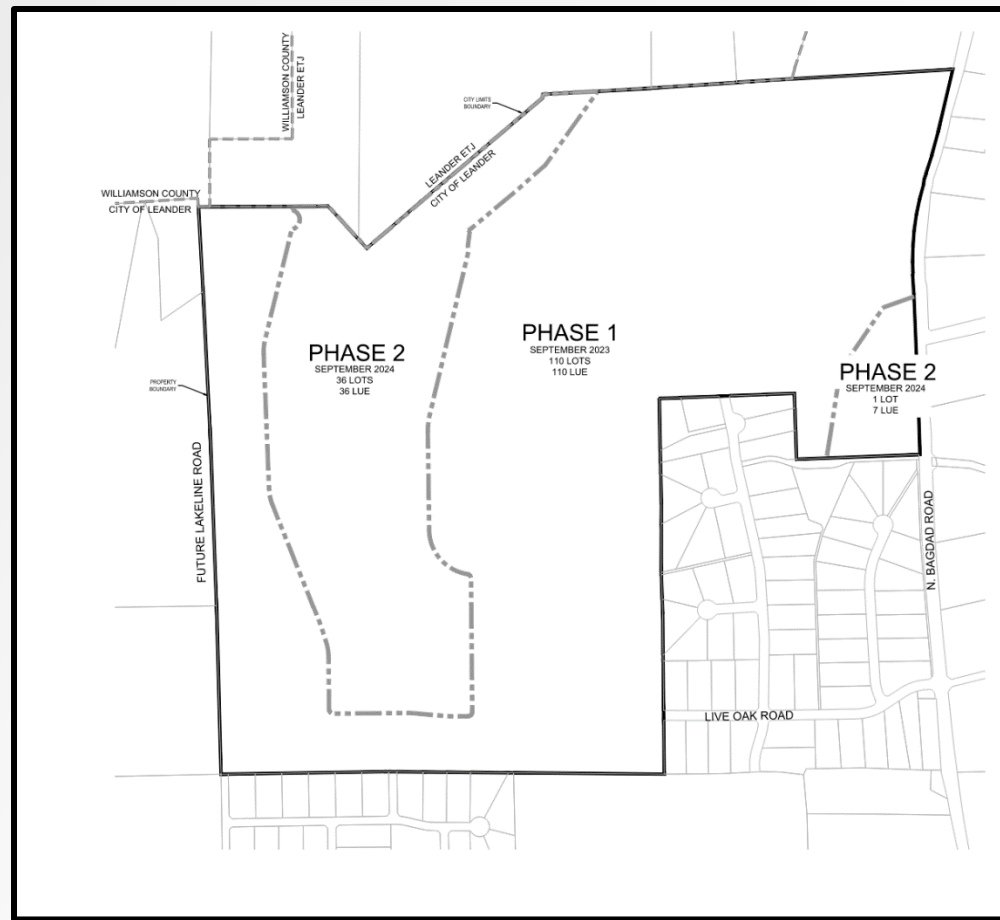 WILLIAMSON COUNTY
LEANDER ETJ
CITY LIMITS
BOUNDARY
LEANDER ETJ
CITY OF LEANDER
WILLIAMSON COUNTY
CITY OF LEANDER
PHASE 1
SEPTEMBER 2023
110 LOTS
110 LUE
PHASE 2
SEPTEMBER 2024
36 LOTS
36 LUE
PHASE 2
SEPTEMBER 2024
1 LOT
7 LUE
PROPERTY
BOUNDARY
FUTURE LAKELINE ROAD
N. BAGDAD ROAD
LIVE OAK ROAD